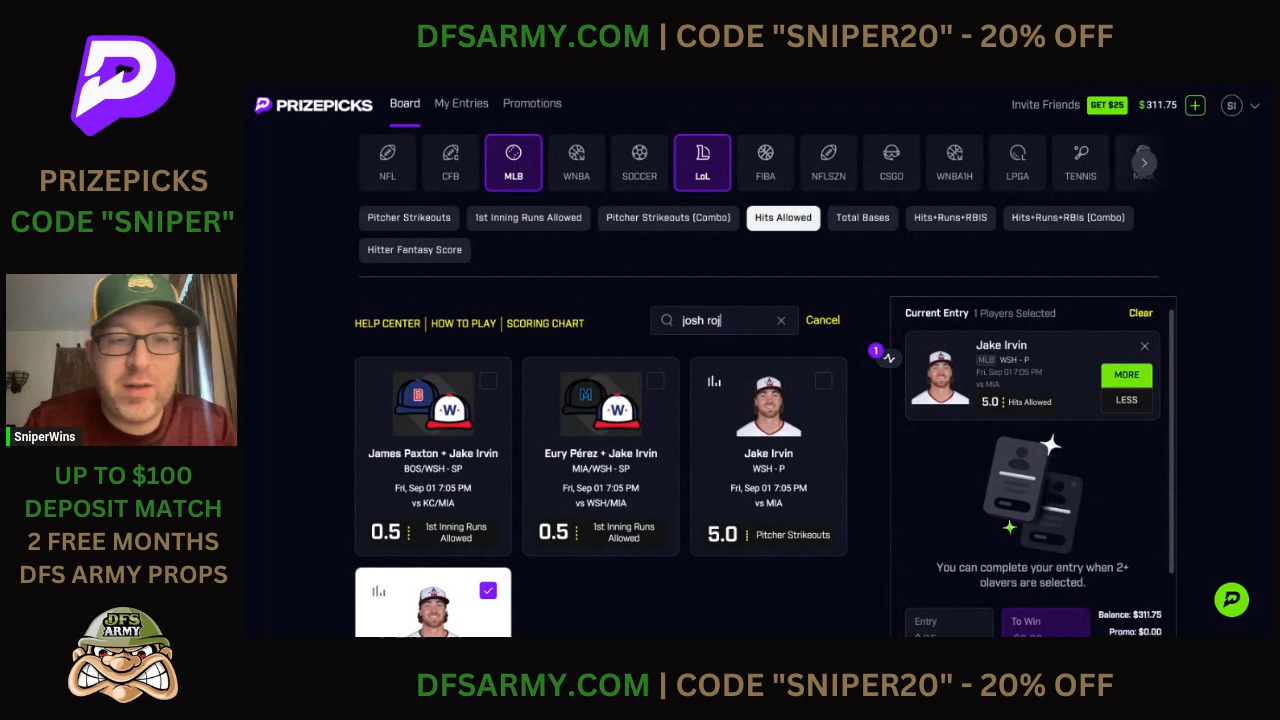 DFSARMY.COM | CODE "SNIPER20" - 20% OFF
PRIZEPICKS
CODE "SNIPER"
SniperWins
UP TO $100
DEPOSIT MATCH
2 FREE MONTHS
DFS ARMY PROPS
DFS
ARMY
PRIZEPICKS
Board
My Entries
Promotions
Invite Friends
GET $25
$311.75
SI
NFL
CFB
MLB
WNBA
SOCCER
LoL
FIBA
NFLSZN
CSGO
WNBA1H
LPGA
TENNIS
Pitcher Strikeouts
1st Inning Runs Allowed
Pitcher Strikeouts (Combo)
Hits Allowed
Total Bases
Hits+Runs+RBIS
Hits+Runs+RBIs (Combo)
Hitter Fantasy Score
HELP CENTER | HOW TO PLAY | SCORING CHART
josh roj
Cancel
James Paxton + Jake Irvin
BOS/WSH - SP
Fri, Sep 01 7:05 PM
vs KC/MIA
0.5
1st Inning Runs
Allowed
Eury Pérez + Jake Irvin
MIA/WSH - SP
Fri, Sep 01 7:05 PM
vs WSH/MIA
0.5
1st Inning Runs
Allowed
Jake Irvin
WSH - P
Fri, Sep 01 7:05 PM
vs MIA
5.0
Pitcher Strikeouts
Current Entry 1 Players Selected
Clear
1
Jake Irvin
MLB WSH - P
Fri, Sep 01 7:05 PM
vs MIA
5.0 Hits Allowed
MORE
LESS
You can complete your entry when 2+
players are selected.
Entry
To Win
Balance: $311.75
Promo: $0.00
DFSARMY.COM | CODE "SNIPER20" - 20% OFF